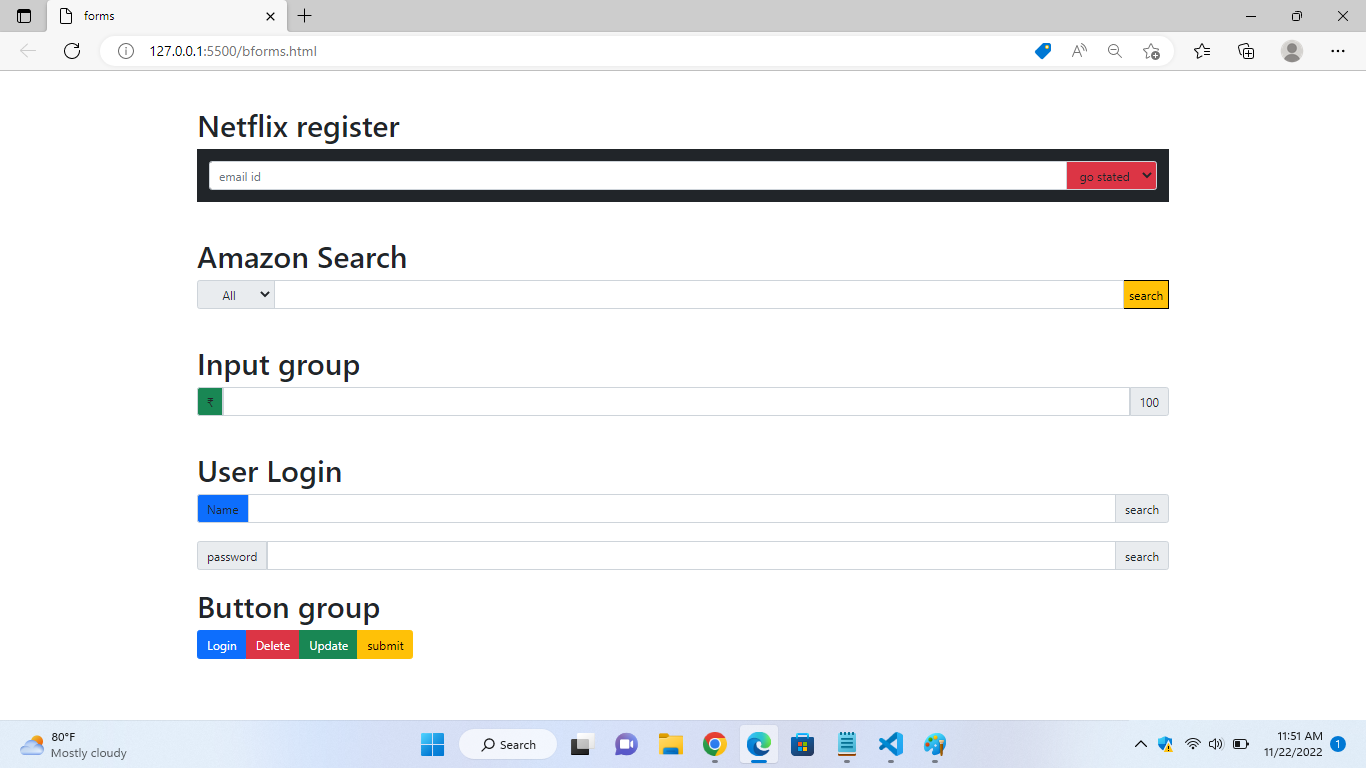 forms
127.0.0.1:5500/bforms.html
Netflix register
email id
go stated
Amazon Search
All
search
Input group
₹
100
User Login
Name
search
password
search
Button group
Login Delete Update submit
80°F
Mostly cloudy
Search
11:51 AM
11/22/2022
1